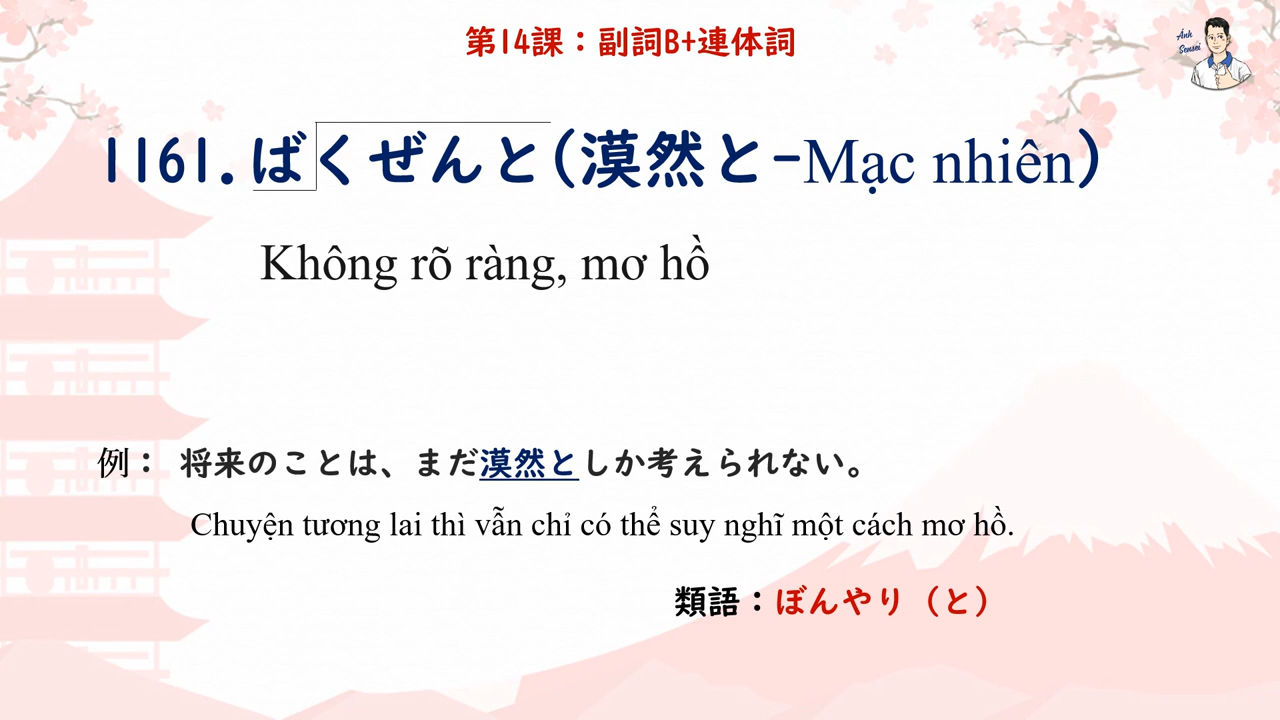 第14課：副詞B+連体詞
Ánh Sensei
1161.ばくぜんと(漠然と-Mạc nhiên)
Không rõ ràng, mơ hồ
例： 将来のことは、まだ漠然としか考えられない。
Chuyện tương lai thì vẫn chỉ có thể suy nghĩ một cách mơ hồ.
類語：ぼんやり（と）